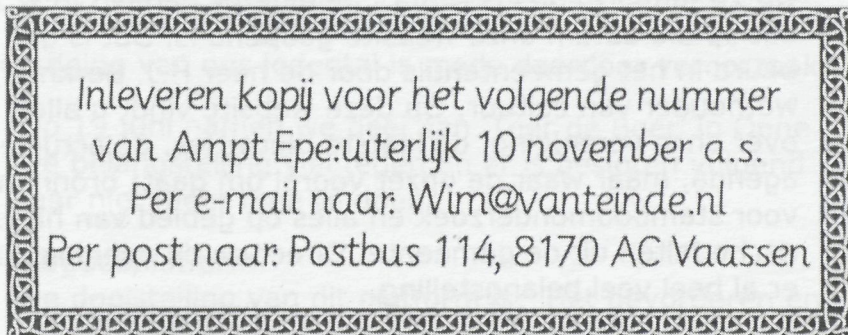 Inleveren kopij voor het volgende nummer
van Ampt Epe:uiterlijk 10 november a.s.
Per e-mail naar: Wim@vanteinde.nl
Per post naar: Postbus 114, 8170 AC Vaassen